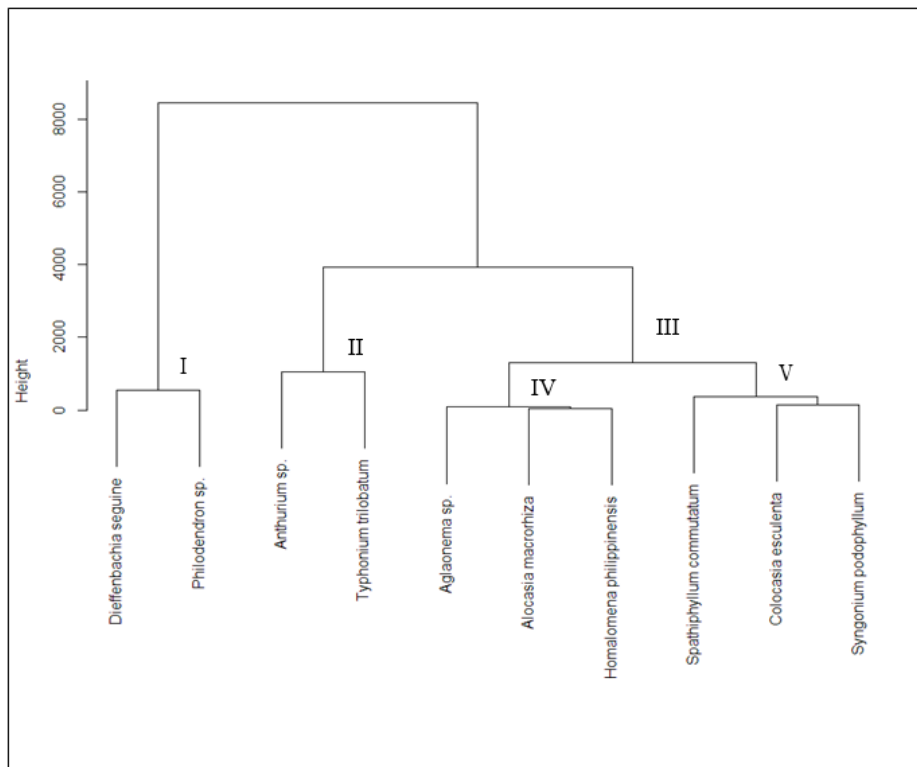 8000
6000
4000
2000
0
Height
I
II
III
IV
V
Dieffenbachia seguine
Philodendron sp.
Anthurium sp.
Typhonium trilobatum
Aglaonema sp.
Alocasia macrorhiza
Homalomena philippinensis
Spathiphyllum commutatum
Colocasia esculenta
Syngonium podophyllum